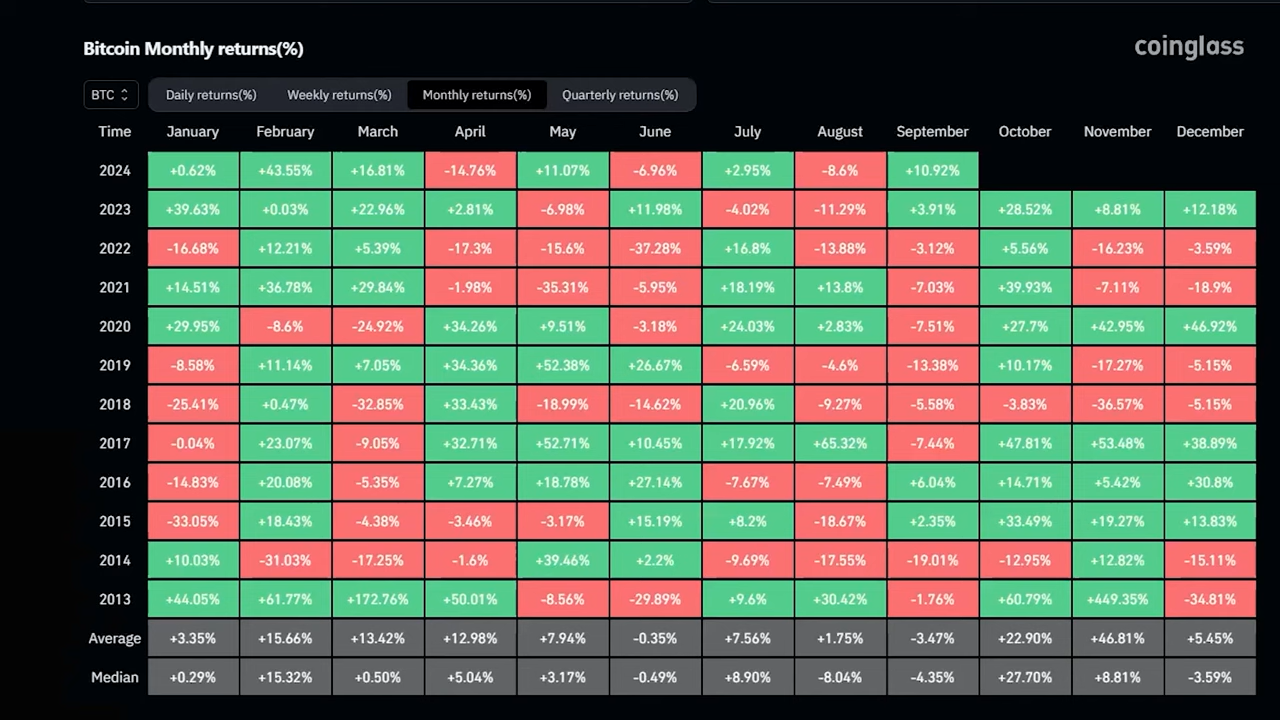 Bitcoin Monthly returns(%)
coinglass
BTC Daily returns(%) Weekly returns(%) Monthly returns(%) Quarterly returns(%)
Time January February March April May June July August September October November December
2024 +0.62% +43.55% +16.81% -14.76% +11.07% -6.96% +2.95% -8.6% +10.92%
2023 +39.63% +0.03% +22.96% +2.81% -6.98% +11.98% -4.02% -11.29% +3.91% +28.52% +8.81% +12.18%
2022 -16.68% +12.21% +5.39% -17.3% -15.6% -37.28% +16.8% -13.88% -3.12% +5.56% -16.23% -3.59%
2021 +14.51% +36.78% +29.84% -1.98% -35.31% -5.95% +18.19% +13.8% -7.03% +39.93% -7.11% -18.9%
2020 +29.95% -8.6% -24.92% +34.26% +9.51% -3.18% +24.03% +2.83% -7.51% +27.7% +42.95% +46.92%
2019 -8.58% +11.14% +7.05% +34.36% +52.38% +26.67% -6.59% -4.6% -13.38% +10.17% -17.27% -5.15%
2018 -25.41% +0.47% -32.85% +33.43% -18.99% -14.62% +20.96% -9.27% -5.58% -3.83% -36.57% -5.15%
2017 -0.04% +23.07% -9.05% +32.71% +52.71% +10.45% +17.92% +65.32% -7.44% +47.81% +53.48% +38.89%
2016 -14.83% +20.08% -5.35% +7.27% +18.78% +27.14% -7.67% -7.49% +6.04% +14.71% +5.42% +30.8%
2015 -33.05% +18.43% -4.38% -3.46% -3.17% +15.19% +8.2% -18.67% +2.35% +33.49% +19.27% +13.83%
2014 +10.03% -31.03% -17.25% -1.6% +39.46% +2.2% -9.69% -17.55% -19.01% -12.95% +12.82% -15.11%
2013 +44.05% +61.77% +172.76% +50.01% -8.56% -29.89% +9.6% +30.42% -1.76% +60.79% +449.35% -34.81%
Average +3.35% +15.66% +13.42% +12.98% +7.94% -0.35% +7.56% +1.75% -3.47% +22.90% +46.81% +5.45%
Median +0.29% +15.32% +0.50% +5.04% +3.17% -0.49% +8.90% -8.04% -4.35% +27.70% +8.81% -3.59%